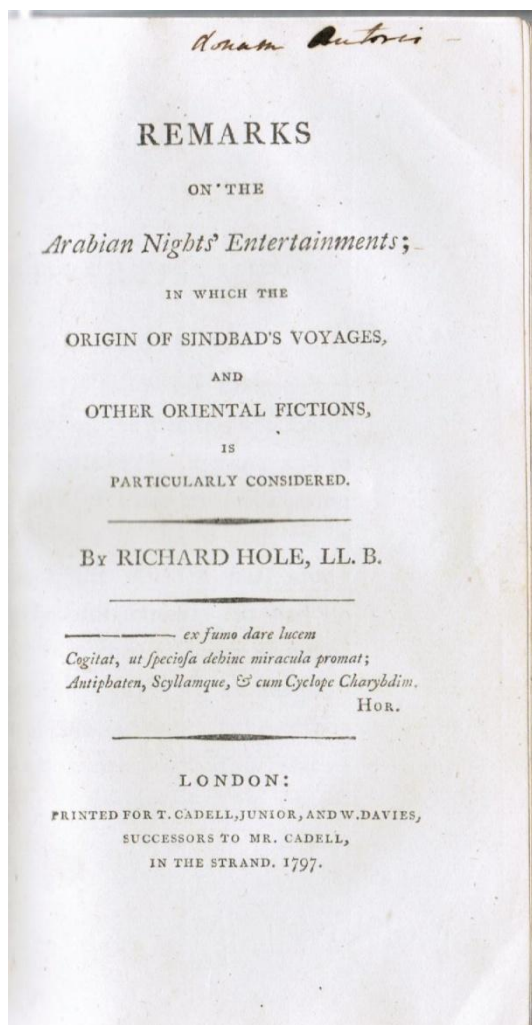 donum Autoris
REMARKS
ON THE
Arabian Nights' Entertainments;
IN WHICH THE
ORIGIN OF SINDBAD'S VOYAGES,
AND
OTHER ORIENTAL FICTIONS,
IS
PARTICULARLY CONSIDERED.
By RICHARD HOLE, LL. B.
——— ex fumo dare lucem
Cogitat, ut ſpecioſa dehinc miracula promat;
Antiphaten, Scyllamque, & cum Cyclope Charybdim.
HOR.
LONDON:
PRINTED FOR T. CADELL, JUNIOR, AND W. DAVIES,
SUCCESSORS TO MR. CADELL,
IN THE STRAND. 1797.